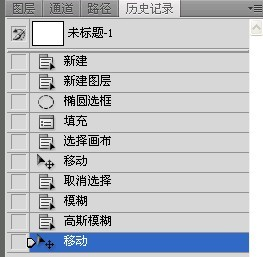 图层 通道 路径 历史记录
未标题-1
新建
新建图层
椭圆选框
填充
选择画布
移动
取消选择
模糊
高斯模糊
移动